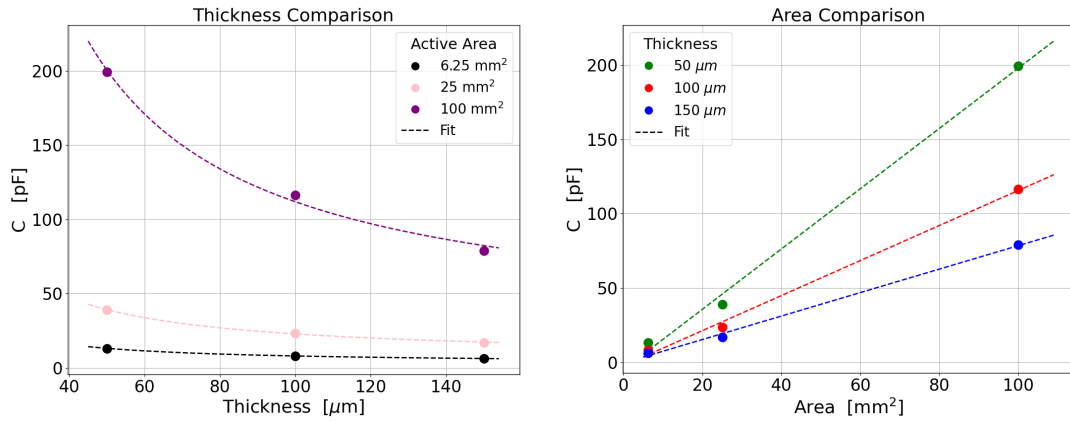 Thickness Comparison
C [pF]
200
150
100
50
0
Active Area
6.25 mm²
25 mm²
100 mm²
Fit
40
60
80
100
120
140
Thickness [μm]
Area Comparison
C [pF]
200
150
100
50
0
Thickness
50 μm
100 μm
150 μm
Fit
0
20
40
60
80
100
Area [mm²]